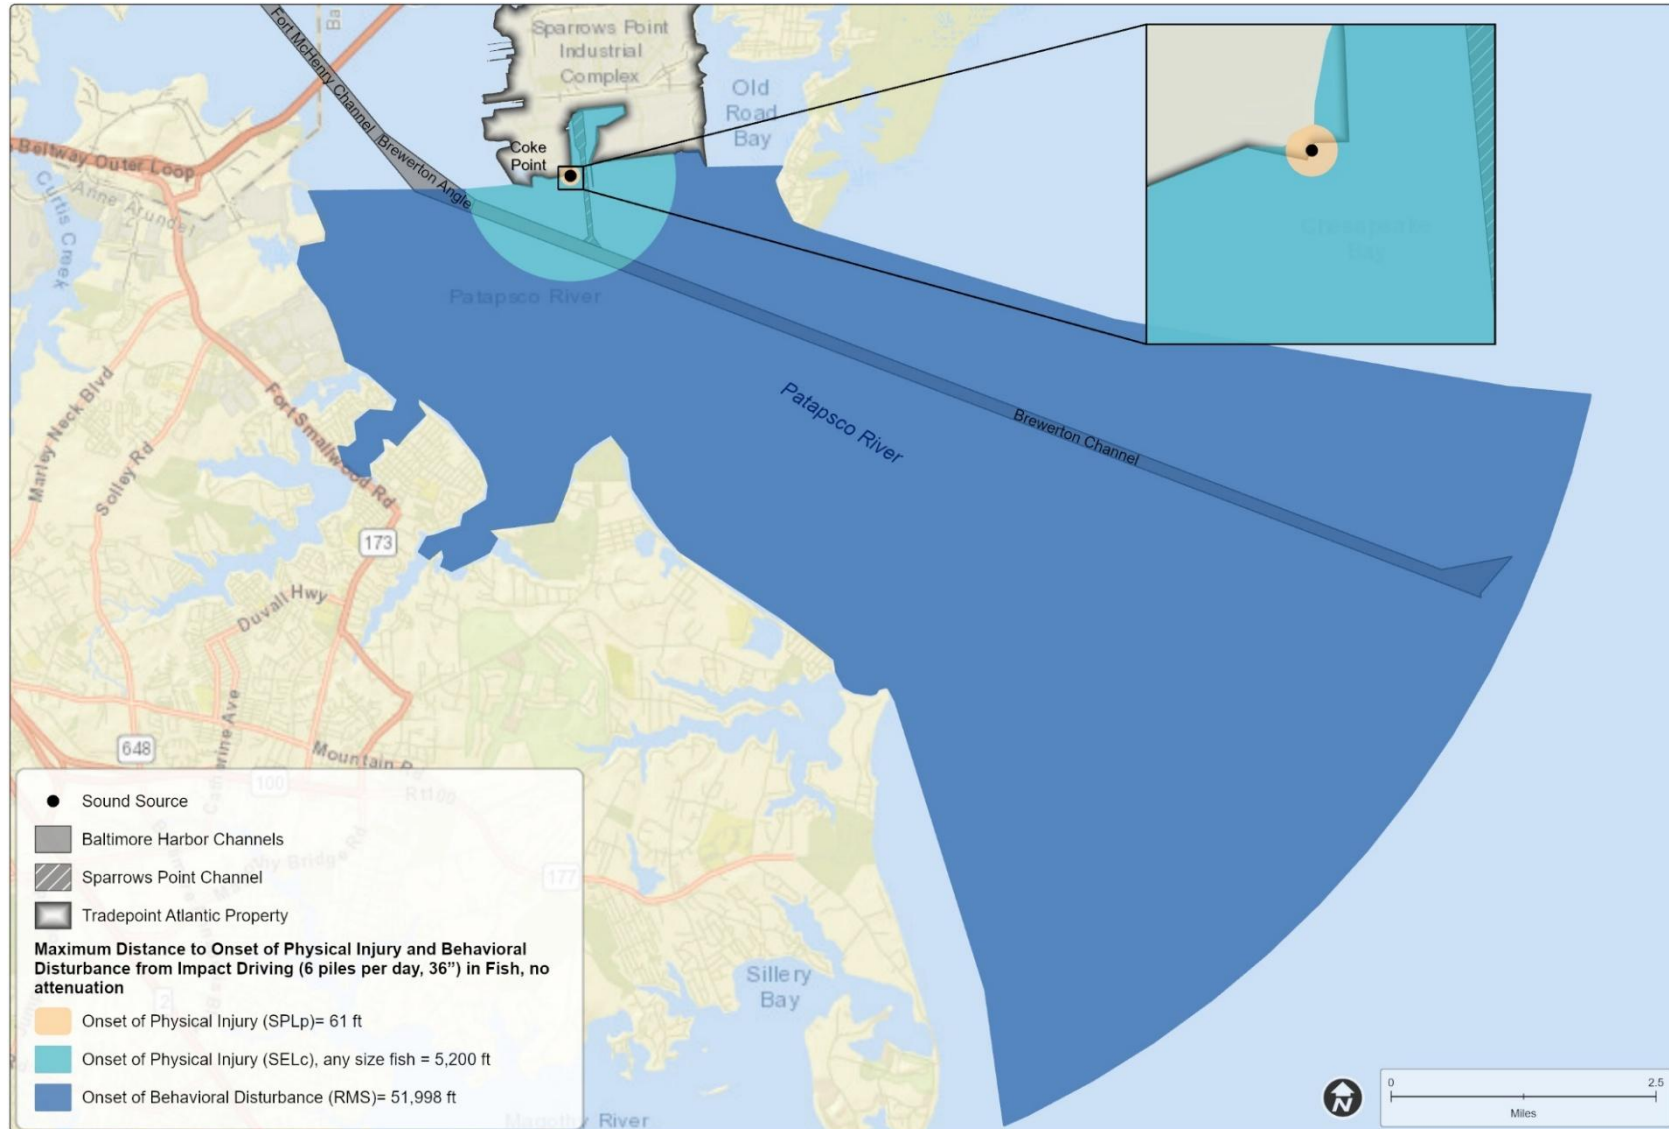 Fort McHenry Channel
Brewerton Angle
Sparrows Point
Industrial
Complex
Old
Road
Bay
Coke
Point
Beltway Outer Loop
Anne Arundel
Curtis Creek
Patapsco River
Chesapeake
Bay
Marley Neck Blvd
Solley Rd
Fort Smallwood Rd
Patapsco River
Brewerton Channel
173
Duvall Hwy
648
Mountain
100
177
2
Sillery
Bay
Magothy River
Sound Source
Baltimore Harbor Channels
Sparrows Point Channel
Tradepoint Atlantic Property
Maximum Distance to Onset of Physical Injury and Behavioral
Disturbance from Impact Driving (6 piles per day, 36”) in Fish, no
attenuation
Onset of Physical Injury (SPLp)= 61 ft
Onset of Physical Injury (SELc), any size fish = 5,200 ft
Onset of Behavioral Disturbance (RMS)= 51,998 ft
N
0
2.5
Miles